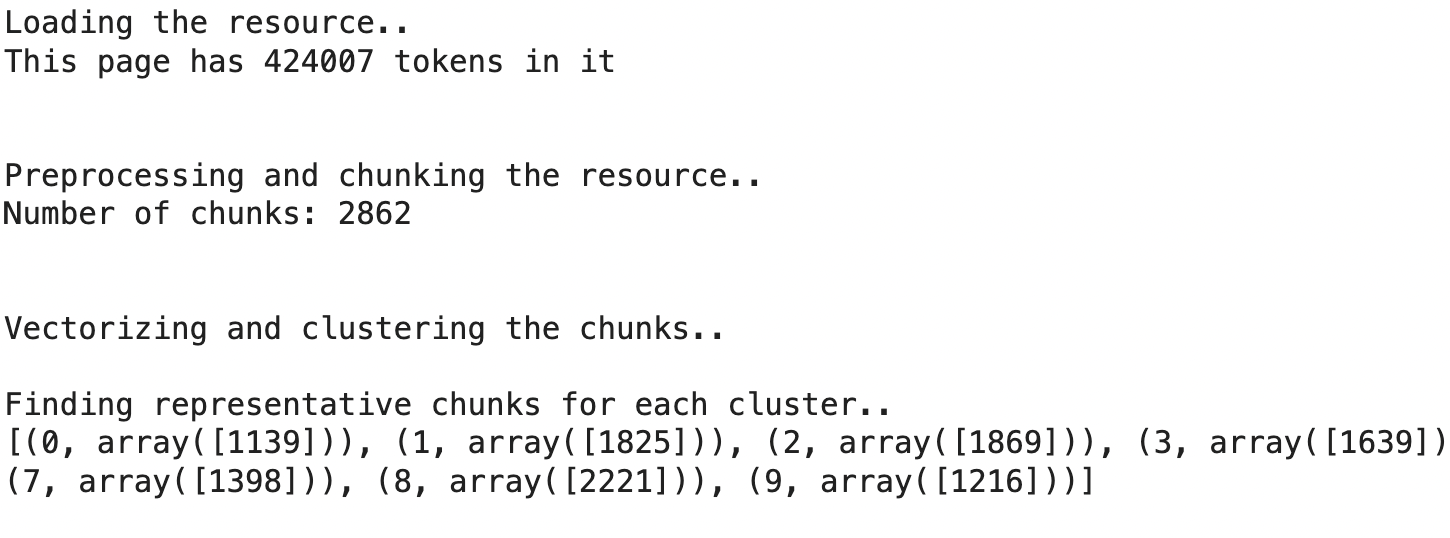 Loading the resource..
This page has 424007 tokens in it
Preprocessing and chunking the resource..
Number of chunks: 2862
Vectorizing and clustering the chunks..
Finding representative chunks for each cluster..
[(0, array([1139])), (1, array([1825])), (2, array([1869])), (3, array([1639])
(7, array([1398])), (8, array([2221])), (9, array([1216]))]